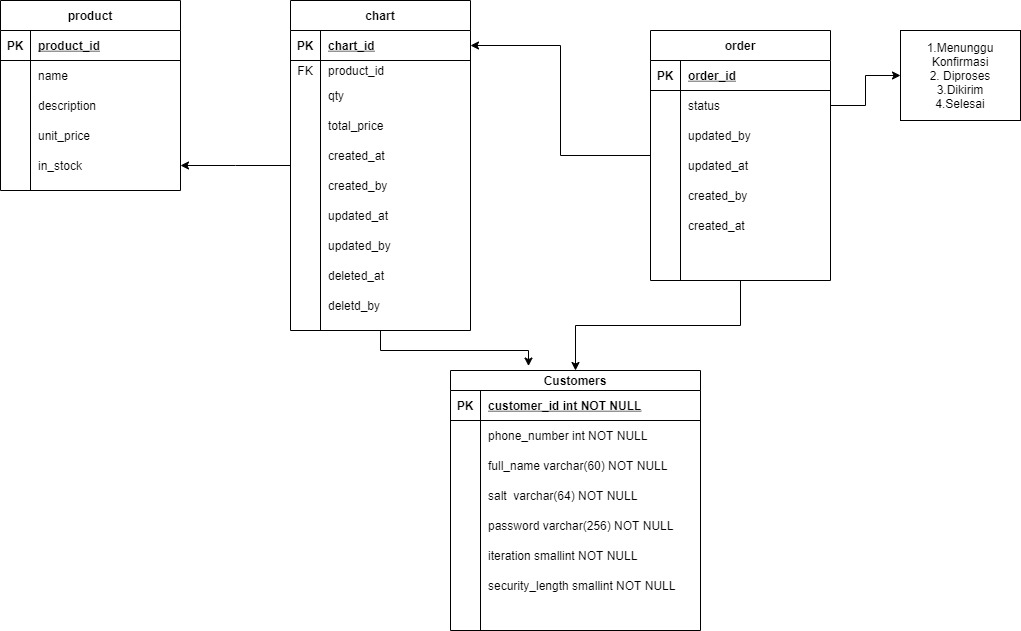 product
PK product_id
name
description
unit_price
in_stock
chart
PK chart_id
FK product_id
qty
total_price
created_at
created_by
updated_at
updated_by
deleted_at
deletd_by
order
PK order_id
status
updated_by
updated_at
created_by
created_at
1.Menunggu
Konfirmasi
2. Diproses
3.Dikirim
4.Selesai
Customers
PK customer_id int NOT NULL
phone_number int NOT NULL
full_name varchar(60) NOT NULL
salt varchar(64) NOT NULL
password varchar(256) NOT NULL
iteration smallint NOT NULL
security_length smallint NOT NULL